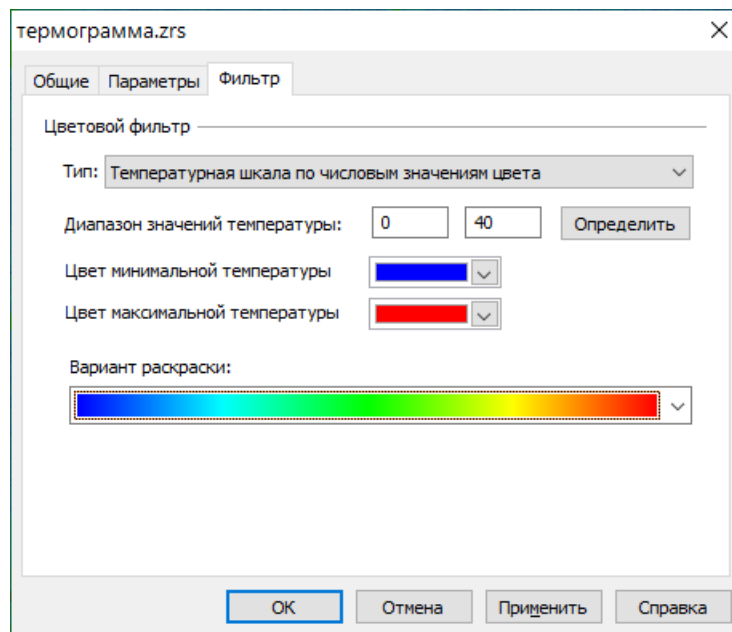 термограмма.zrs
Общие Параметры Фильтр
Цветовой фильтр
Тип: Температурная шкала по числовым значениям цвета
Диапазон значений температуры: 0 40 Определить
Цвет минимальной температуры
Цвет максимальной температуры
Вариант раскраски:
ОК Отмена Применить Справка